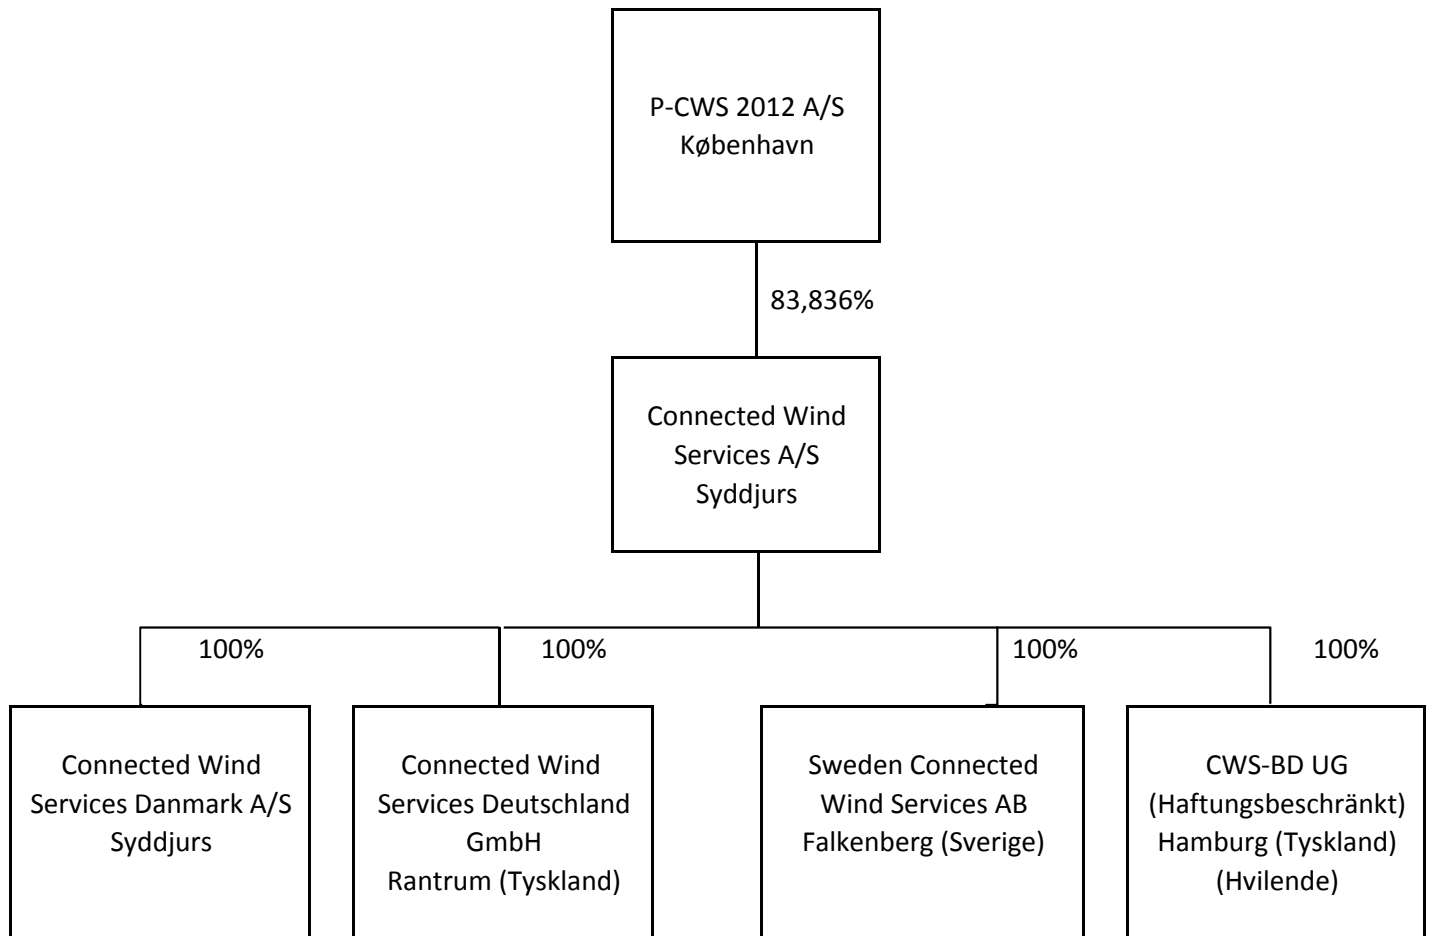 P-CWS 2012 A/S
København
83,836%
Connected Wind
Services A/S
Syddjurs
100%
100%
100%
100%
Connected Wind
Services Danmark A/S
Syddjurs
Connected Wind
Services Deutschland
GmbH
Rantrum (Tyskland)
Sweden Connected
Wind Services AB
Falkenberg (Sverige)
CWS-BD UG
(Haftungsbeschränkt)
Hamburg (Tyskland)
(Hvilende)